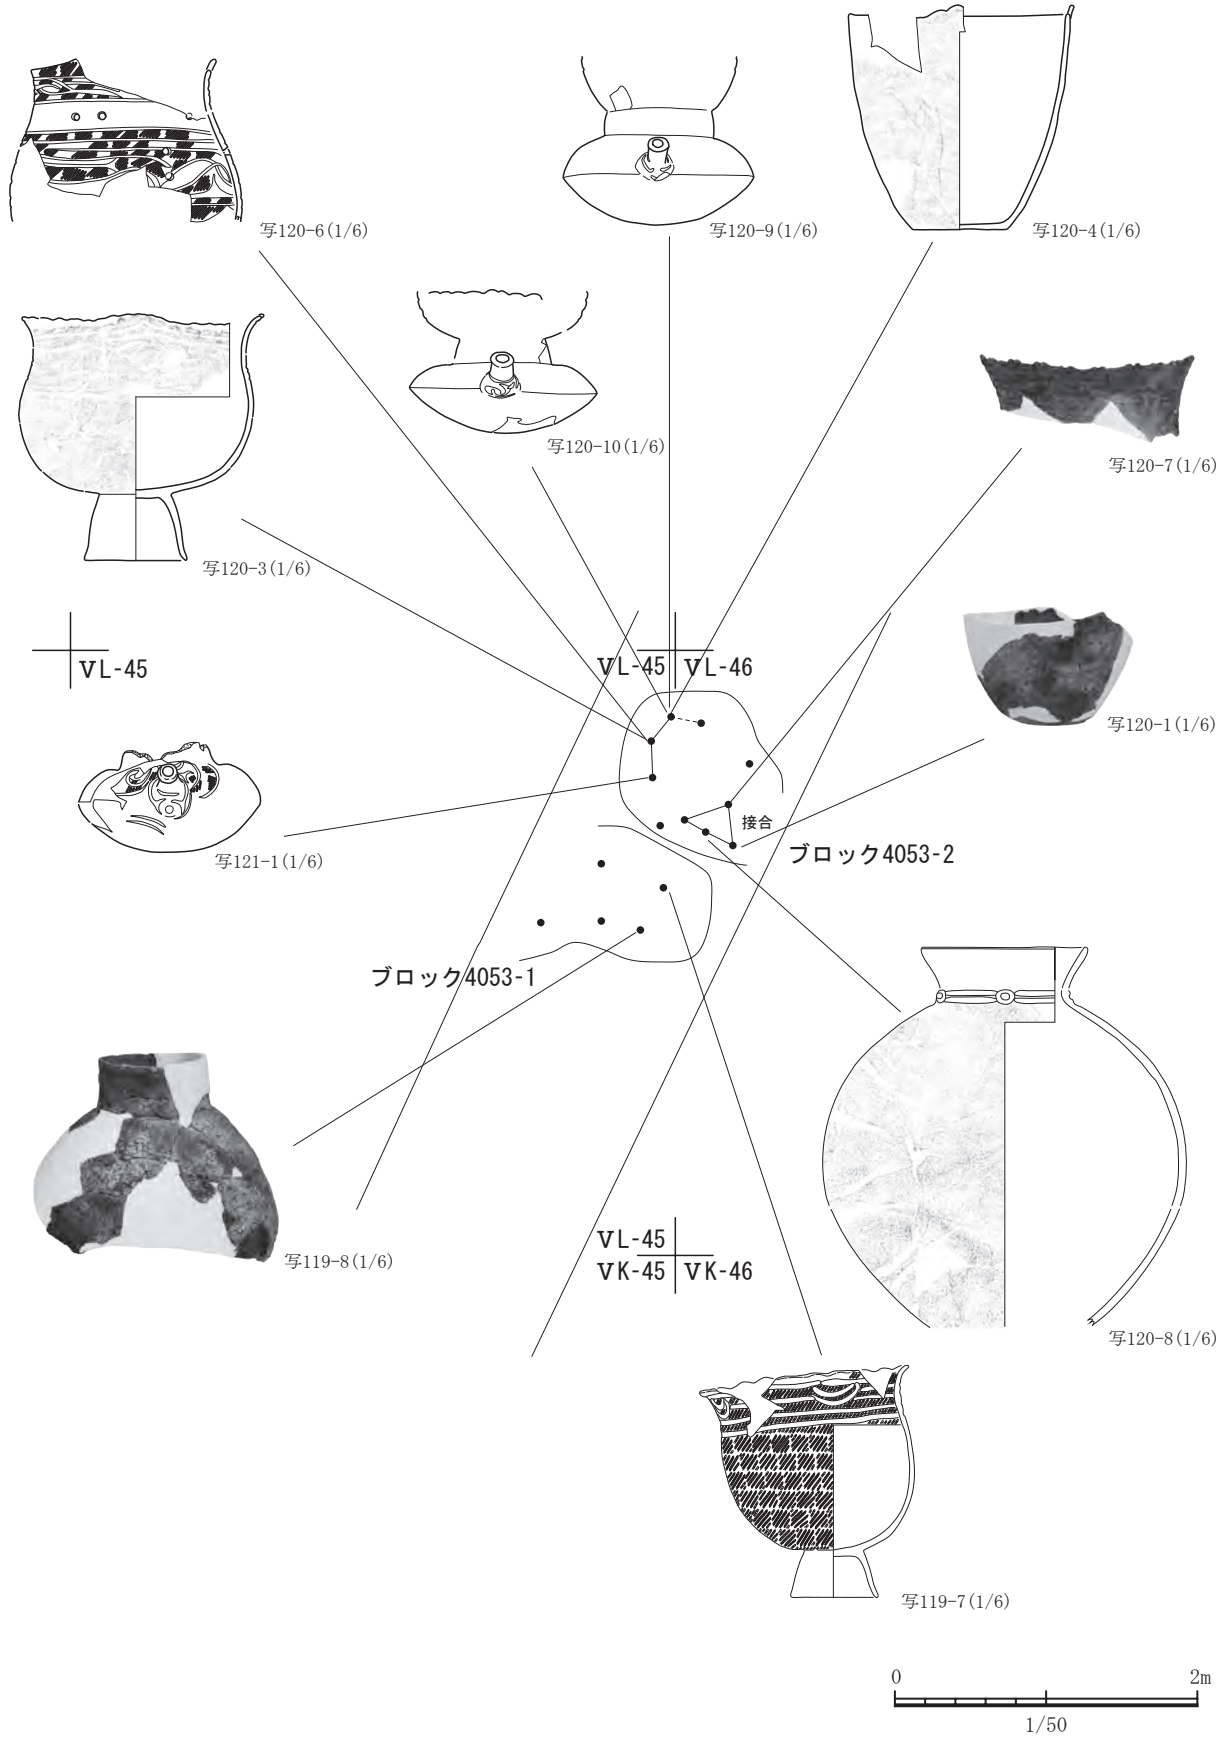 写120-6(1/6)
写120-9(1/6)
写120-4(1/6)
写120-10(1/6)
写120-7(1/6)
写120-3(1/6)
ⅤL-45
ⅤL-45 ⅤL-46
写120-1(1/6)
接合
ブロック4053-2
写121-1(1/6)
ブロック4053-1
写119-8(1/6)
ⅤL-45
ⅤK-45 ⅤK-46
写120-8(1/6)
写119-7(1/6)
0 2m
1/50